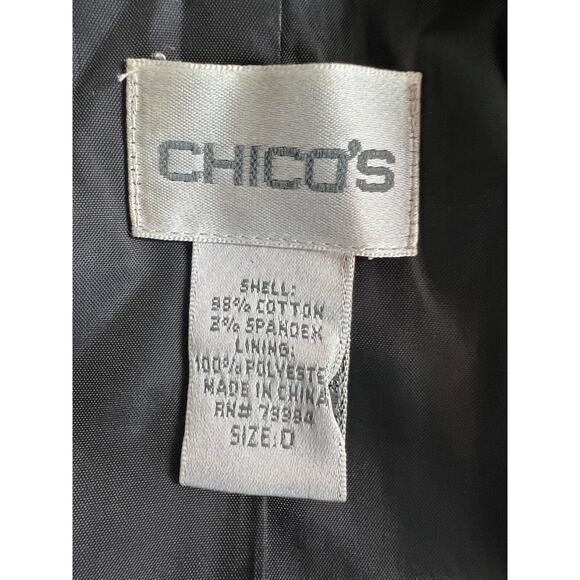 CHICO'S
SHELL:
98% COTTON
2% SPANDEX
LINING:
100% POLYESTE
MADE IN CHINA
RN# 79984
SIZE: 0